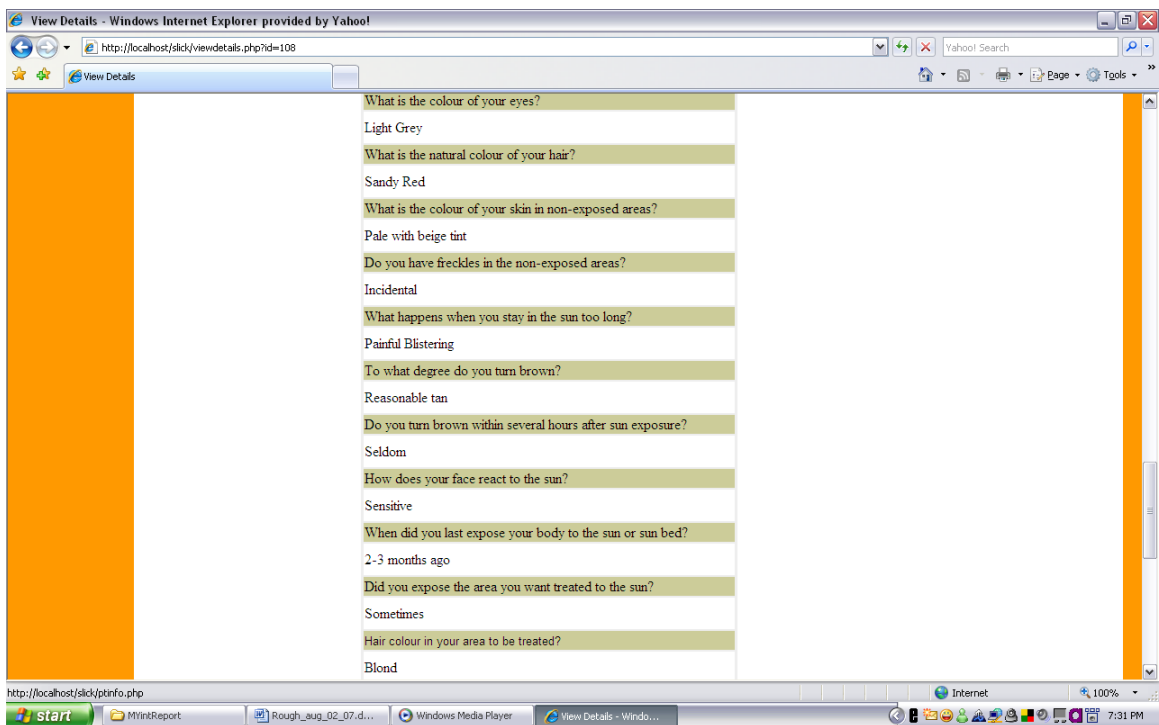 View Details - Windows Internet Explorer provided by Yahoo!
http://localhost/slick/viewdetails.php?id=108
Yahoo! Search
View Details
Page
Tools
What is the colour of your eyes?
Light Grey
What is the natural colour of your hair?
Sandy Red
What is the colour of your skin in non-exposed areas?
Pale with beige tint
Do you have freckles in the non-exposed areas?
Incidental
What happens when you stay in the sun too long?
Painful Blistering
To what degree do you turn brown?
Reasonable tan
Do you turn brown within several hours after sun exposure?
Seldom
How does your face react to the sun?
Sensitive
When did you last expose your body to the sun or sun bed?
2-3 months ago
Did you expose the area you want treated to the sun?
Sometimes
Hair colour in your area to be treated?
Blond
http://localhost/slick/ptinfo.php
Internet
100%
start
MYintReport
Rough_aug_02_07.d...
Windows Media Player
View Details - Windo...
7:31 PM